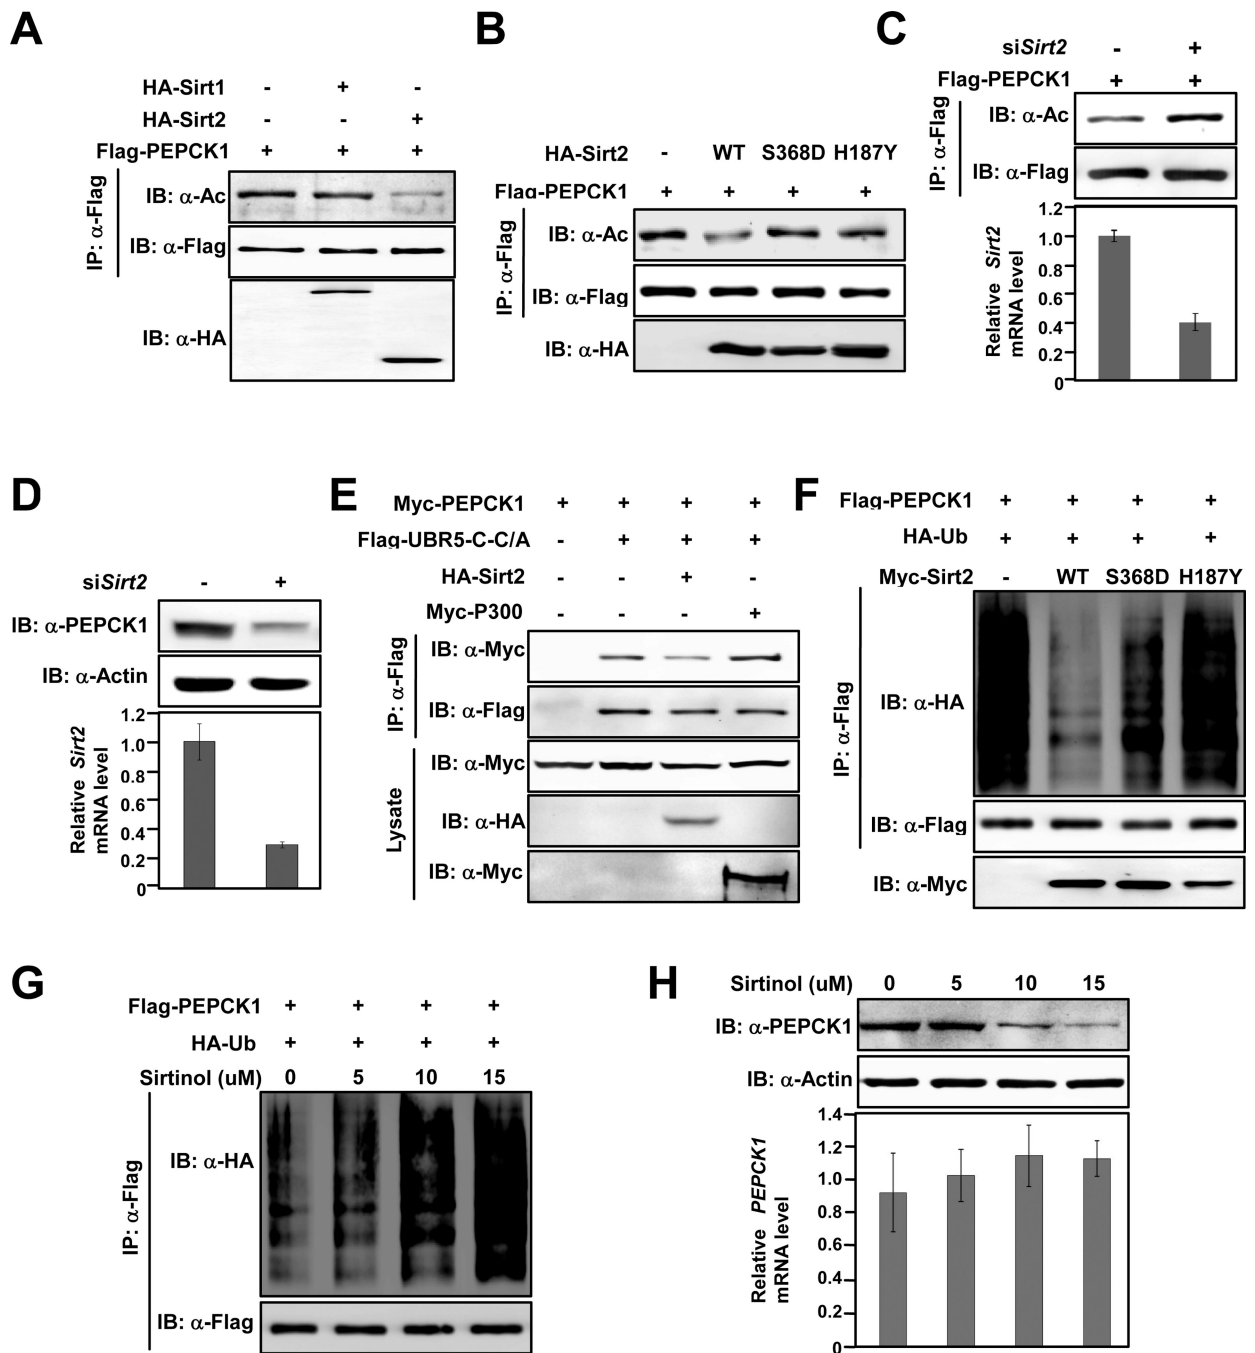 A
HA-Sirt1 - + -
HA-Sirt2 - - +
Flag-PEPCK1 + + +
IP: α-Flag
IB: α-Ac
IB: α-Flag
IB: α-HA
B
HA-Sirt2 - WT S368D H187Y
Flag-PEPCK1 + + + +
IP: α-Flag
IB: α-Ac
IB: α-Flag
IB: α-HA
C
siSirt2 - +
Flag-PEPCK1 + +
IP: α-Flag
IB: α-Ac
IB: α-Flag
Relative Sirt2
mRNA level
1.2
1.0
0.8
0.6
0.4
0.2
0
D
siSirt2 - +
IB: α-PEPCK1
IB: α-Actin
Relative Sirt2
mRNA level
1.2
1.0
0.8
0.6
0.4
0.2
0
E
Myc-PEPCK1 + + + +
Flag-UBR5-C-C/A - + + +
HA-Sirt2 - - + -
Myc-P300 - - - +
IP: α-Flag
IB: α-Myc
IB: α-Flag
Lysate
IB: α-Myc
IB: α-HA
IB: α-Myc
F
Flag-PEPCK1 + + + +
HA-Ub + + + +
Myc-Sirt2 - WT S368D H187Y
IP: α-Flag
IB: α-HA
IB: α-Flag
IB: α-Myc
G
Flag-PEPCK1 + + + +
HA-Ub + + + +
Sirtinol (uM) 0 5 10 15
IP: α-Flag
IB: α-HA
IB: α-Flag
H
Sirtinol (uM) 0 5 10 15
IB: α-PEPCK1
IB: α-Actin
Relative PEPCK1
mRNA level
1.4
1.2
1.0
0.8
0.6
0.4
0.2
0